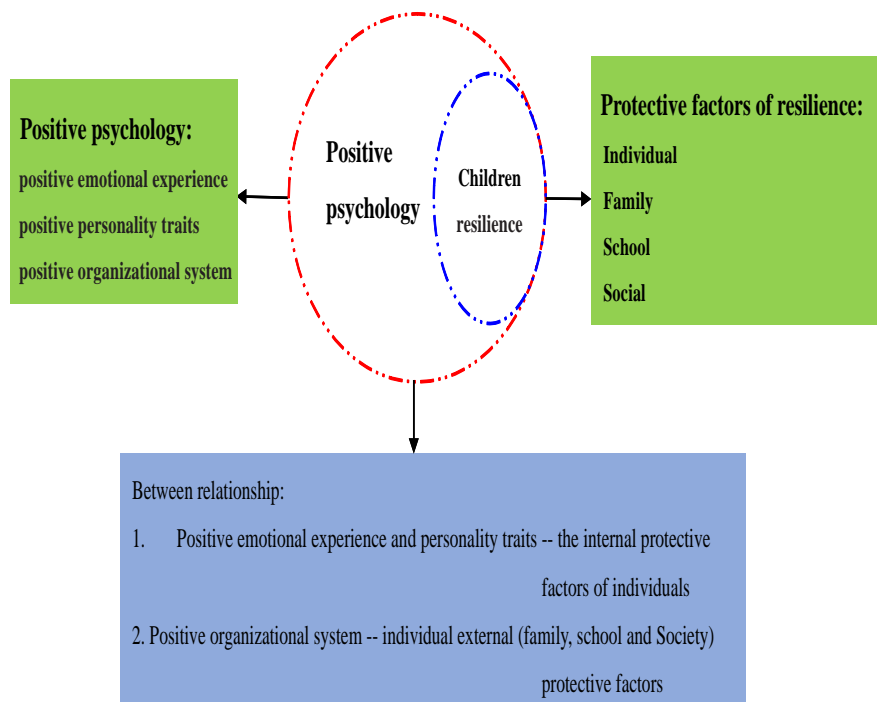 Positive psychology:
positive emotional experience
positive personality traits
positive organizational system
Positive
psychology
Children
resilience
Protective factors of resilience:
Individual
Family
School
Social
Between relationship:
1. Positive emotional experience and personality traits -- the internal protective
factors of individuals
2. Positive organizational system -- individual external (family, school and Society)
protective factors